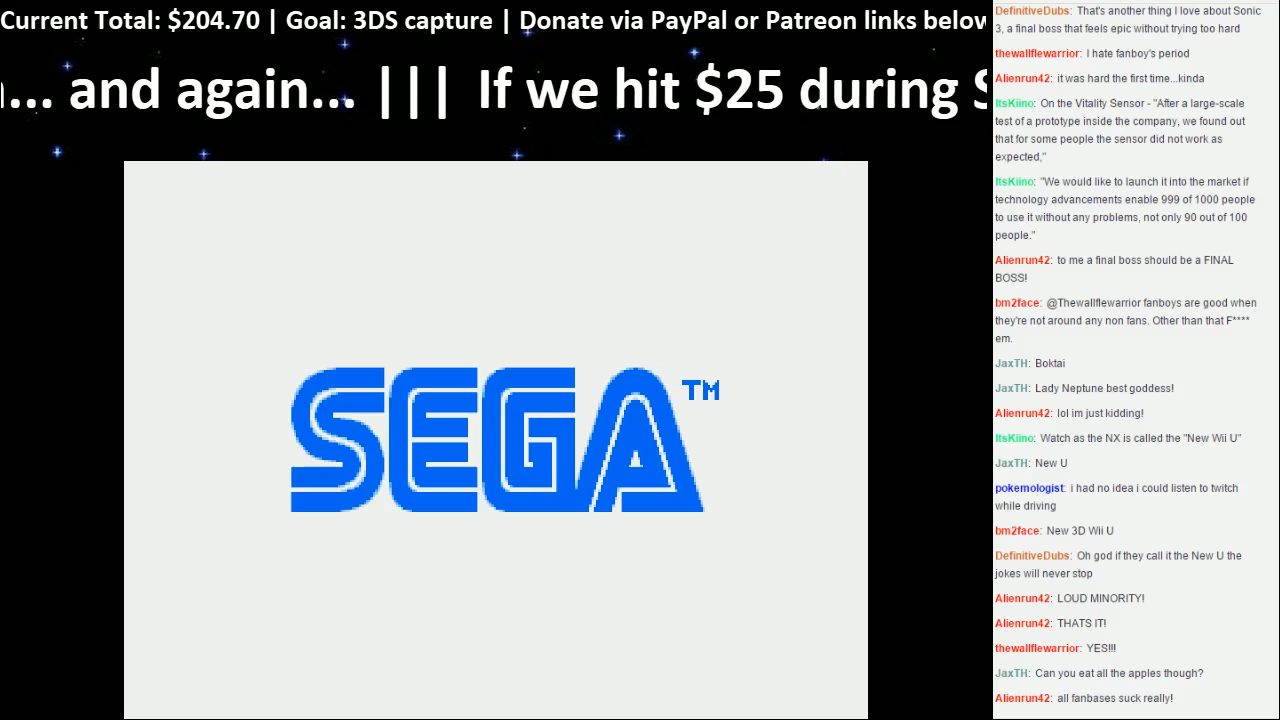 Current Total: $204.70 | Goal: 3DS capture | Donate via PayPal or Patreon links below
... and again... ||| If we hit $25 during
SEGA TM
DefinitiveDubs: That's another thing I love about Sonic
3, a final boss that feels epic without trying too hard
thewallflewarrior: I hate fanboy's period
Alienrun42: it was hard the first time...kinda
ItsKiino: On the Vitality Sensor - "After a large-scale
test of a prototype inside the company, we found out
that for some people the sensor did not work as
expected,"
ItsKiino: "We would like to launch it into the market if
technology advancements enable 999 of 1000 people
to use it without any problems, not only 90 out of 100
people."
Alienrun42: to me a final boss should be a FINAL
BOSS!
bm2face: @Thewallflewarrior fanboys are good when
they're not around any non fans. Other than that F****
em.
JaxTH: Boktai
JaxTH: Lady Neptune best goddess!
Alienrun42: lol im just kidding!
ItsKiino: Watch as the NX is called the "New Wii U"
JaxTH: New U
pokemologist: i had no idea i could listen to twitch
while driving
bm2face: New 3D Wii U
DefinitiveDubs: Oh god if they call it the New U the
jokes will never stop
Alienrun42: LOUD MINORITY!
Alienrun42: THATS IT!
thewallflewarrior: YES!!!
JaxTH: Can you eat all the apples though?
Alienrun42: all fanbases suck really!